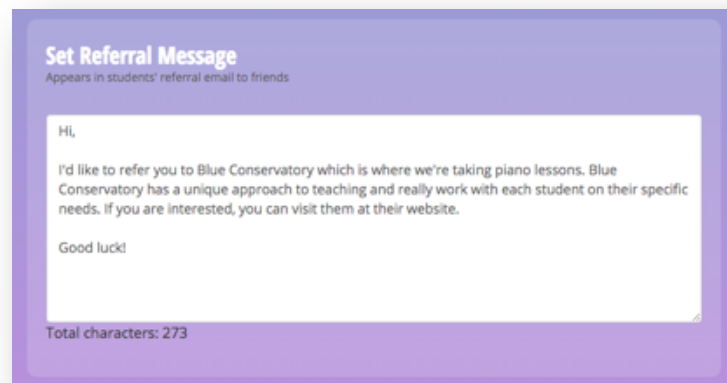 Set Referral Message
Appears in students' referral email to friends
Hi,
I'd like to refer you to Blue Conservatory which is where we're taking piano lessons. Blue
Conservatory has a unique approach to teaching and really work with each student on their specific
needs. If you are interested, you can visit them at their website.
Good luck!
Total characters: 273